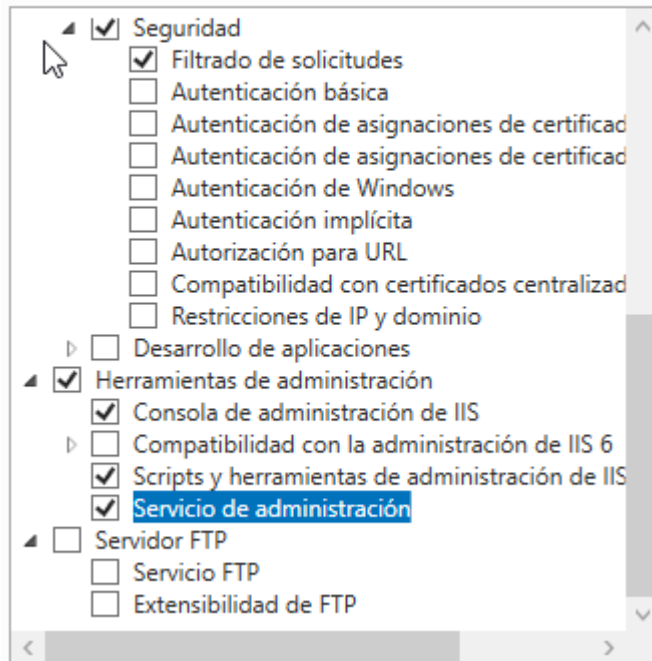 Seguridad
Filtrado de solicitudes
Autenticación básica
Autenticación de asignaciones de certificad
Autenticación de asignaciones de certificad
Autenticación de Windows
Autenticación implícita
Autorización para URL
Compatibilidad con certificados centralizad
Restricciones de IP y dominio
Desarrollo de aplicaciones
Herramientas de administración
Consola de administración de IIS
Compatibilidad con la administración de IIS 6
Scripts y herramientas de administración de IIS
Servicio de administración
Servidor FTP
Servicio FTP
Extensibilidad de FTP